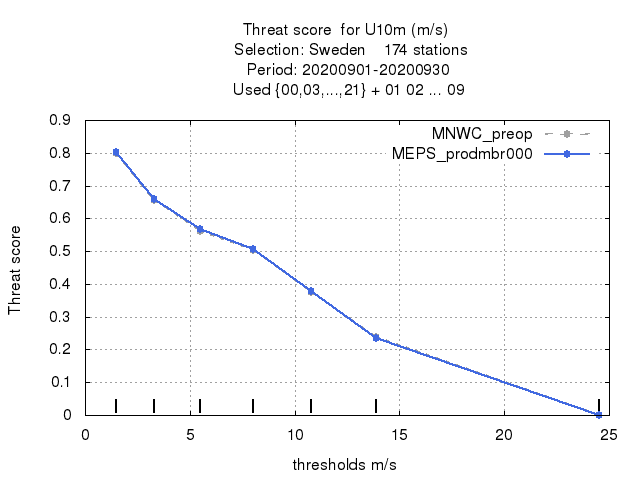 Threat score  for U10m (m/s)
Selection: Sweden    174 stations
Period: 20200901-20200930
Used {00,03,...,21} + 01 02 ... 09
MNWC_preop
MEPS_prodmbr000
Threat score
0.9
0.8
0.7
0.6
0.5
0.4
0.3
0.2
0.1
0
0 5 10 15 20 25
thresholds m/s